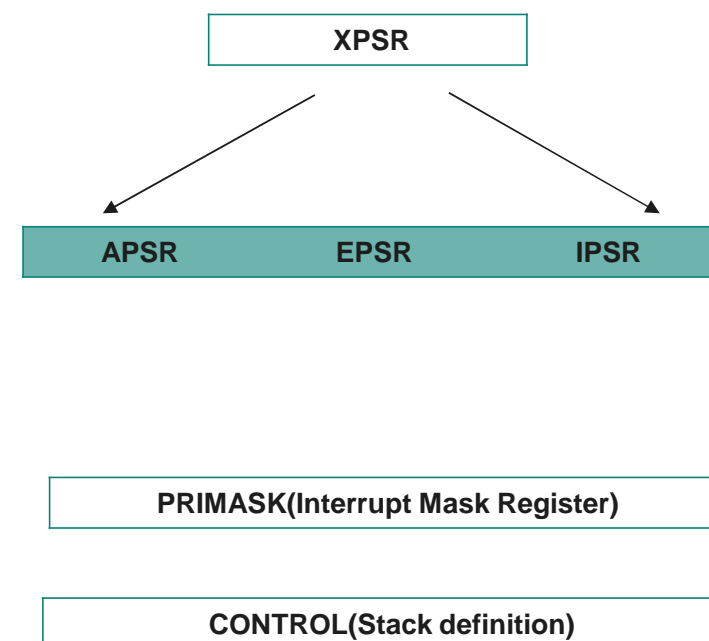 XPSR
APSR EPSR IPSR
PRIMASK(Interrupt Mask Register)
CONTROL(Stack definition)